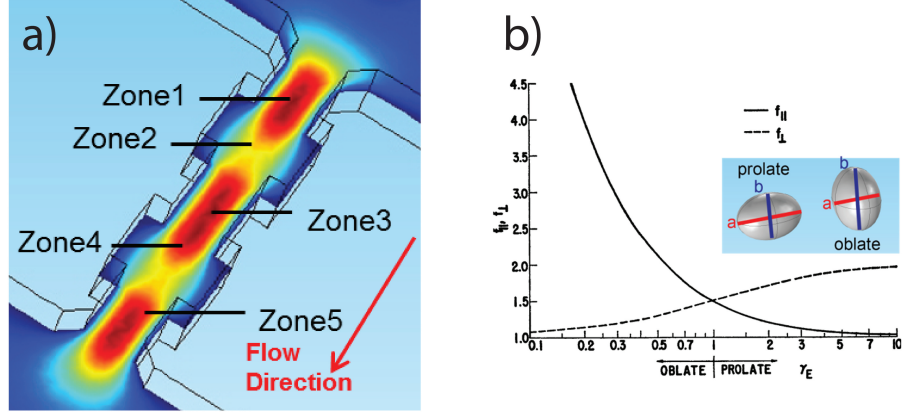 a)
Zone1
Zone2
Zone3
Zone4
Zone5
Flow
Direction
b)
4.5
4.0
3.5
3.0
2.5
2.0
1.5
1.0
f||, f⊥
f||
f⊥
prolate
b
a
b
a
oblate
0.1
0.2
0.3
0.5
0.7
1
2
3
5
7
10
OBLATE
PROLATE
γE